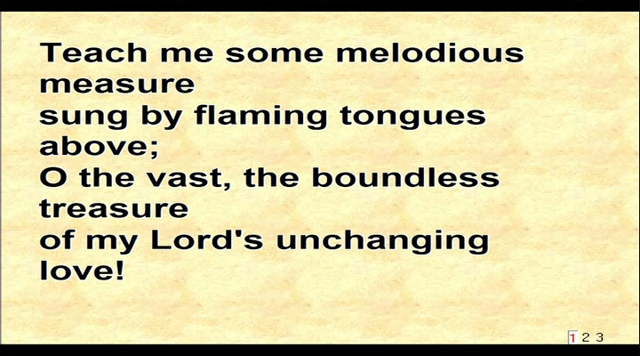 Teach me some melodious
measure
sung by flaming tongues
above;
O the vast, the boundless
treasure
of my Lord's unchanging
love!
1 2 3